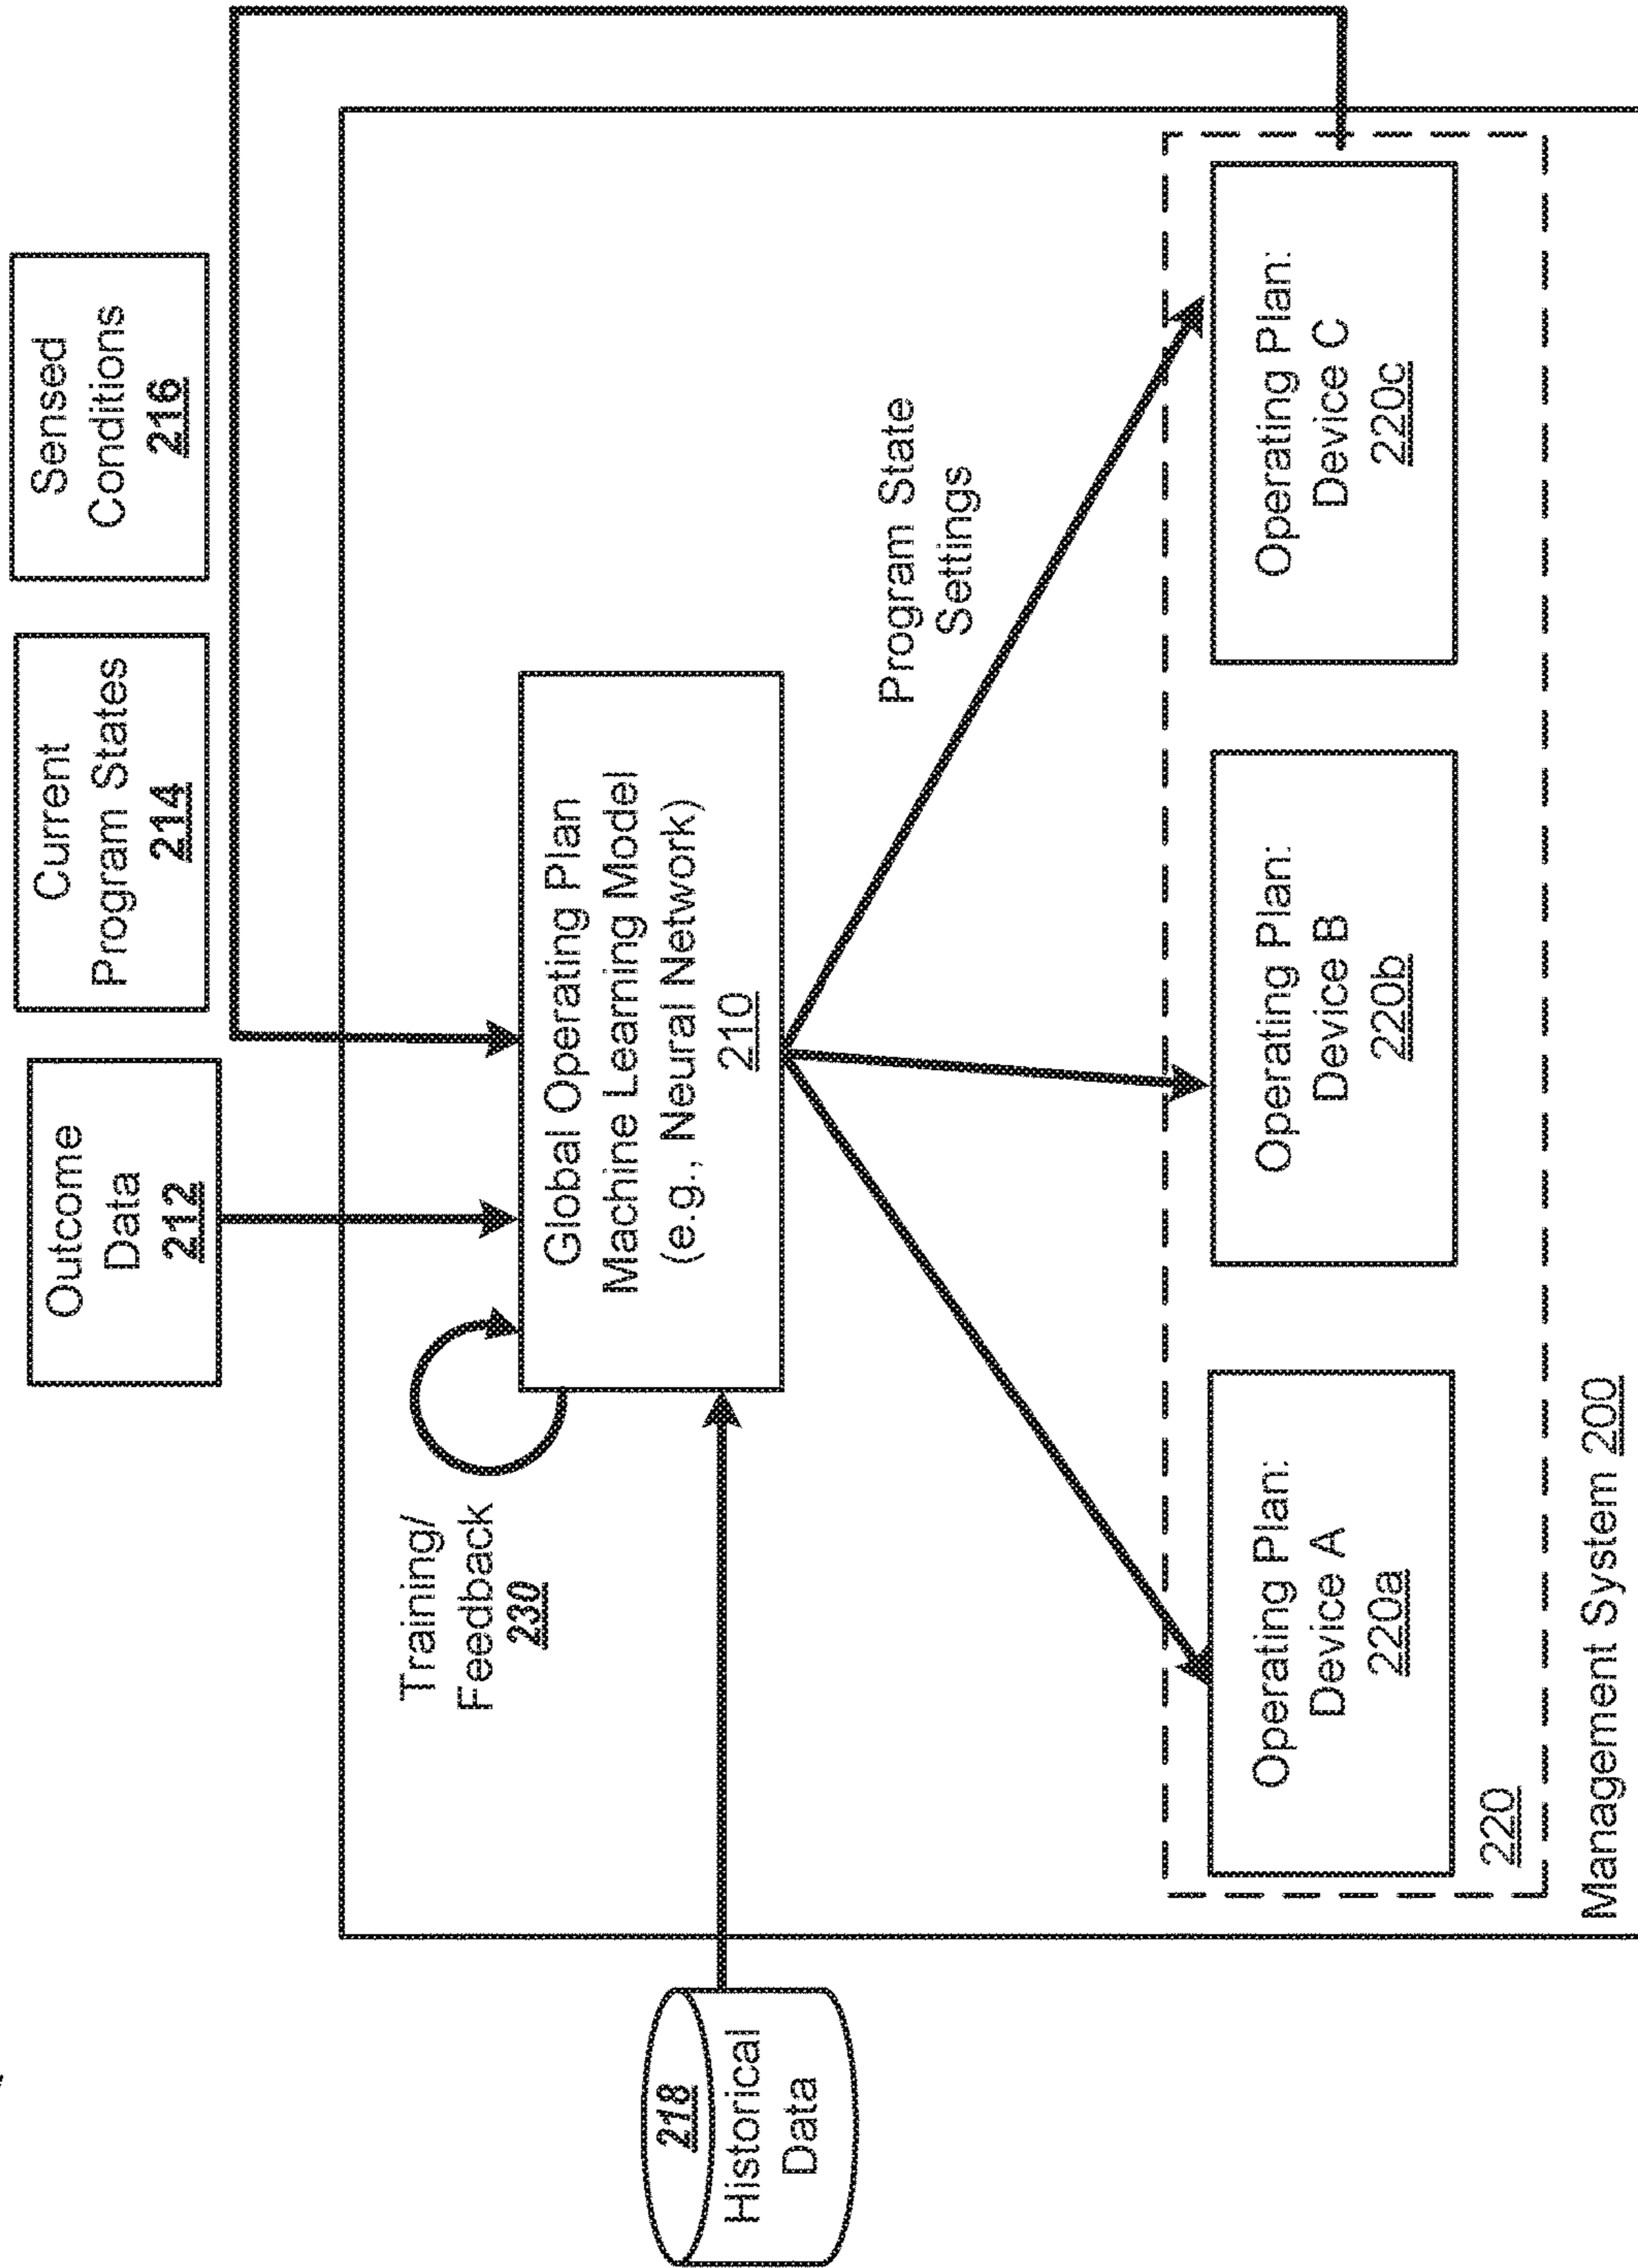 Outcome
Data
212
Current
Program States
214
Sensed
Conditions
216
Training/
Feedback
230
218
Historical
Data
Global Operating Plan
Machine Learning Model
(e.g., Neural Network)
210
Program State
Settings
Operating Plan:
Device A
220a
Operating Plan:
Device B
220b
Operating Plan:
Device C
220c
220
Management System 200